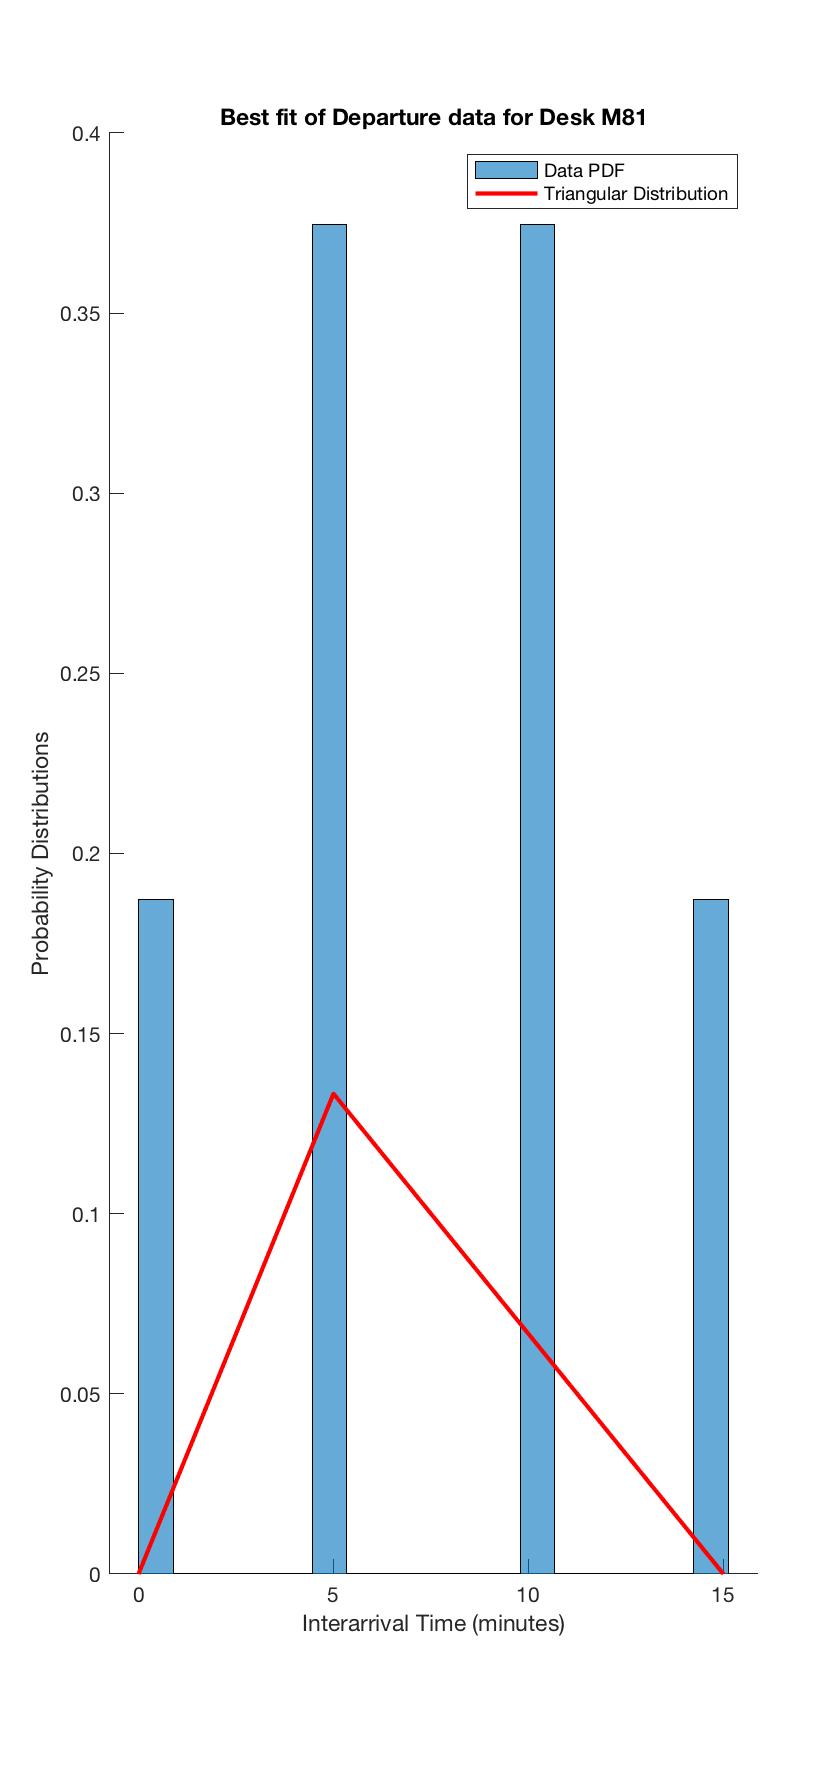 Best fit of Departure data for Desk M81
0.4
Data PDF
Triangular Distribution
0.35
0.3
0.25
0.2
0.15
0.1
0.05
0
Probability Distributions
0 5 10 15
Interarrival Time (minutes)